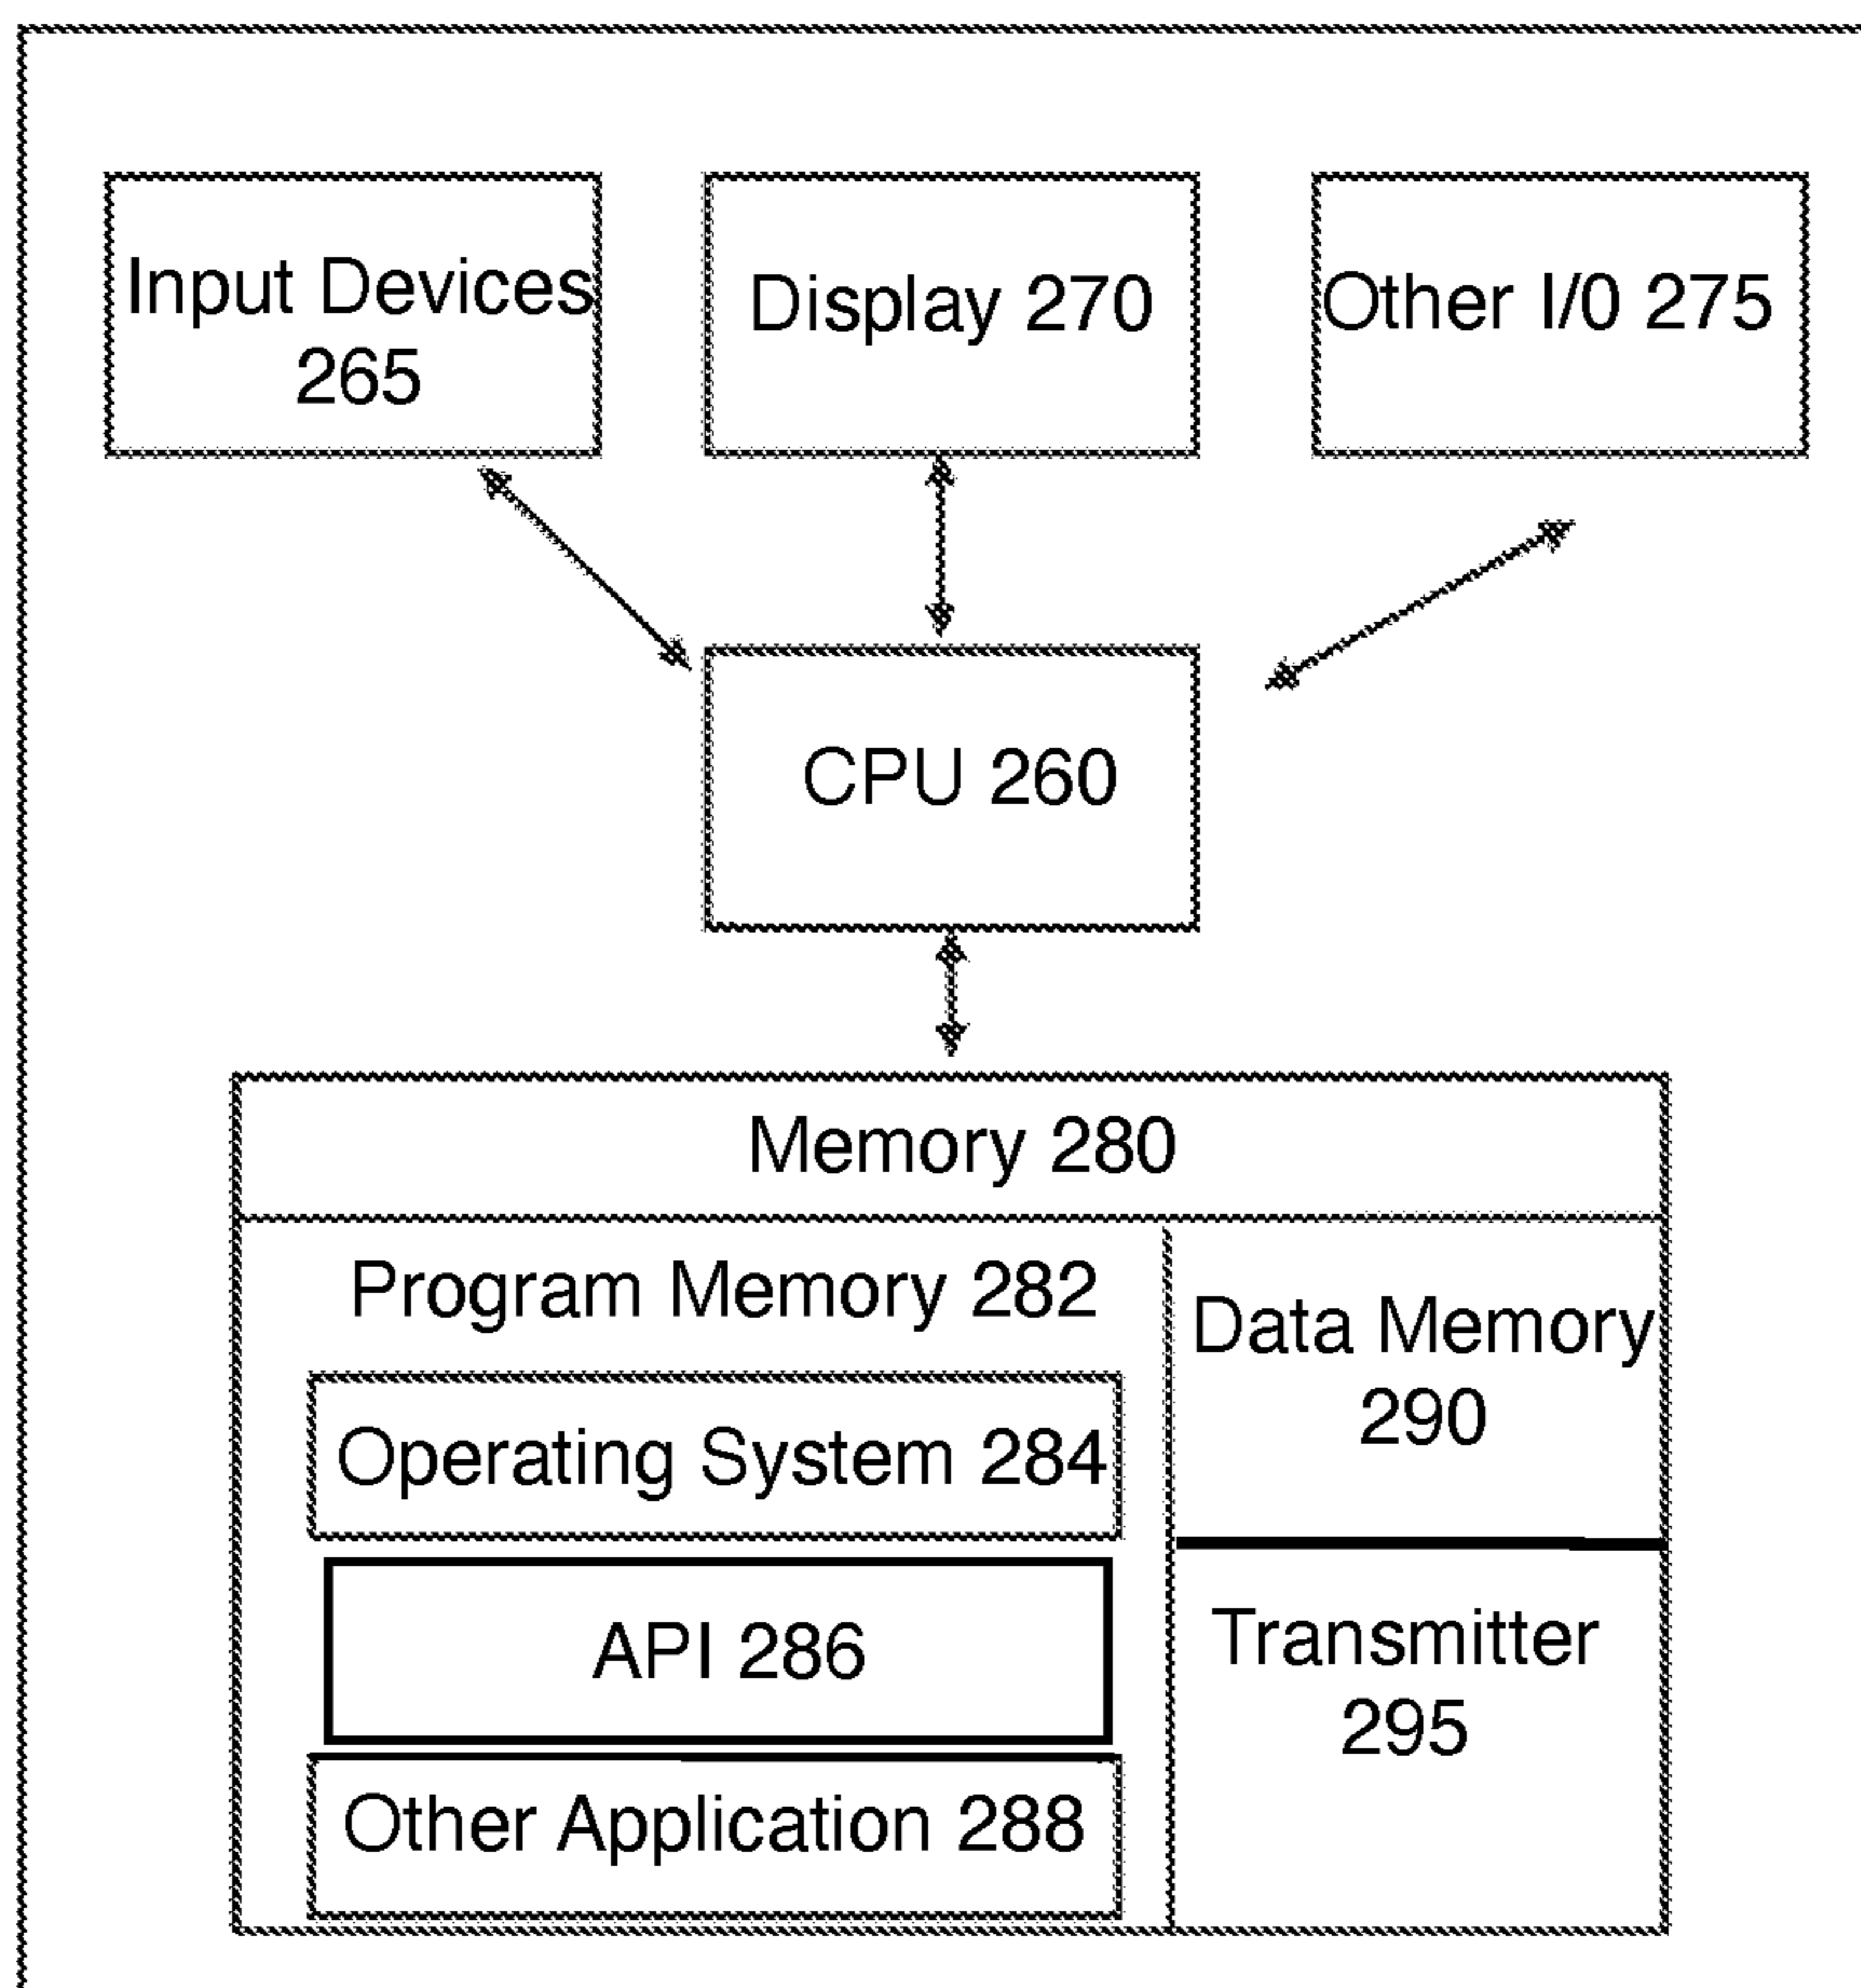 Input Devices
265
Display 270
Other I/0 275
CPU 260
Memory 280
Program Memory 282
Operating System 284
API 286
Other Application 288
Data Memory
290
Transmitter
295